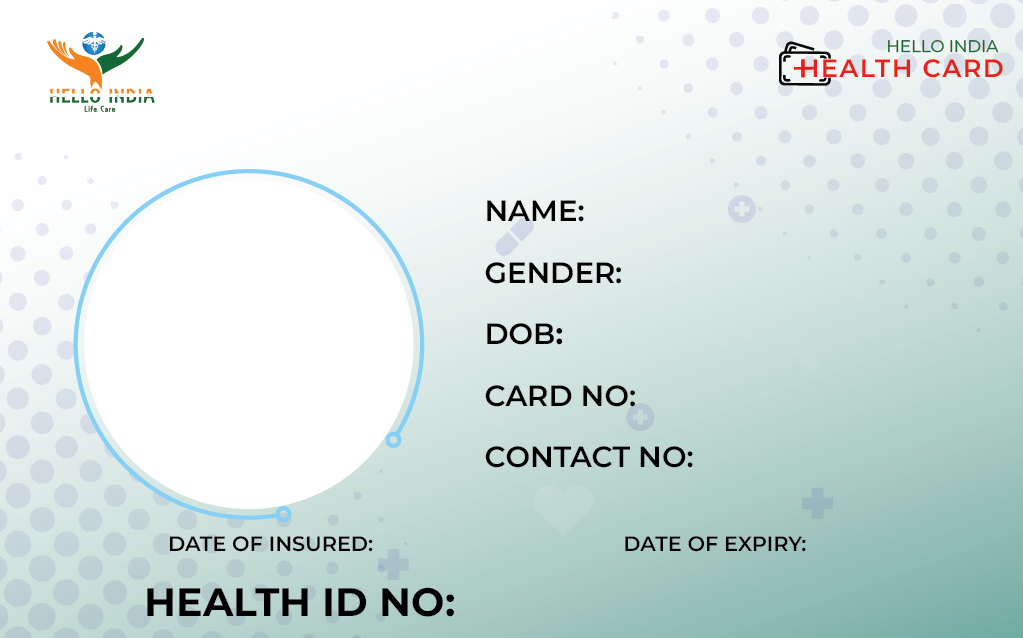 HELLO INDIA
Life Care
HELLO INDIA
HEALTH CARD
NAME:
GENDER:
DOB:
CARD NO:
CONTACT NO:
DATE OF INSURED:
DATE OF EXPIRY:
HEALTH ID NO: